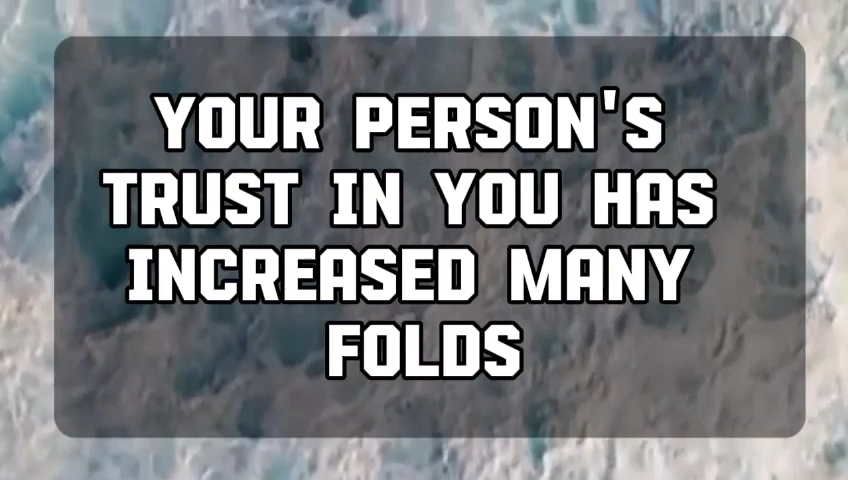 YOUR PERSON'S
TRUST IN YOU HAS
INCREASED MANY
FOLDS